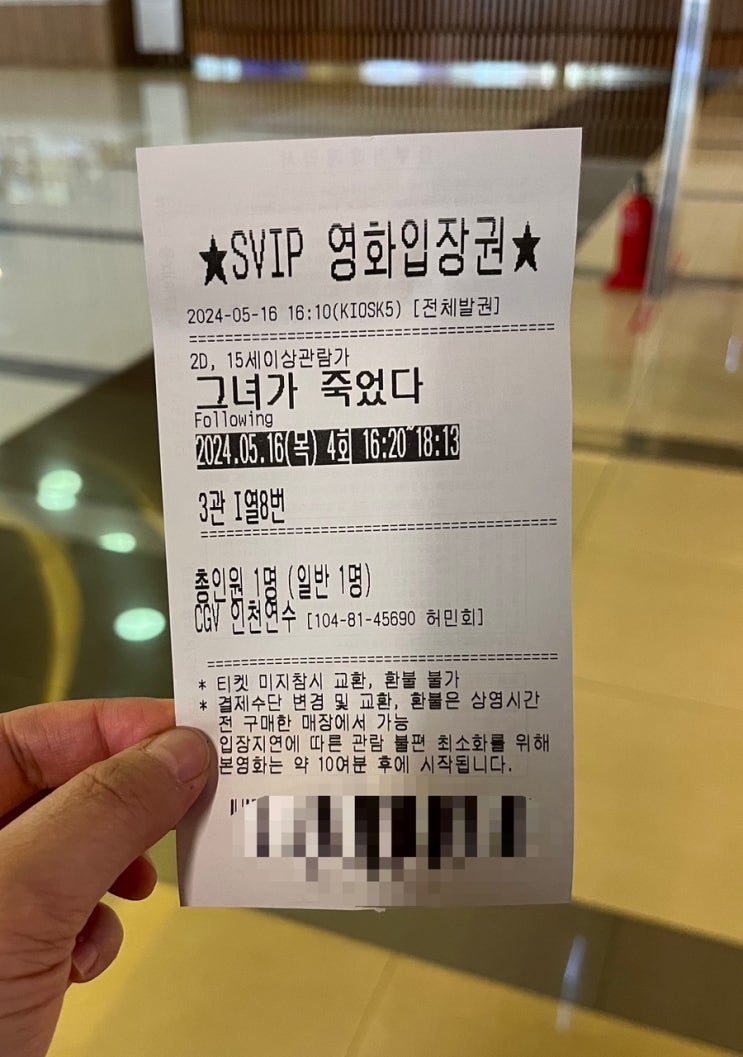 ★SVIP 영화입장권★
2024-05-16 16:10(KIOSK5) [전체발권]
2D, 15세이상관람가
그녀가 죽었다
Following
2024.05.16(목) 4회 16:20~18:13
3관 I열8번
총인원 1명 (일반 1명)
CGV 인천연수 [104-81-45690 허민회]
* 티켓 미지참시 교환, 환불 불가
* 결제수단 변경 및 교환, 환불은 상영시간
전 구매한 매장에서 가능
입장지연에 따른 관람 불편 최소화를 위해
본영화는 약 10여분 후에 시작됩니다.